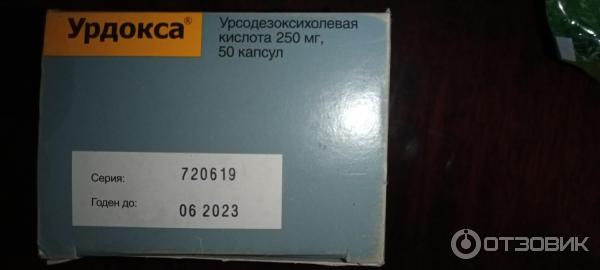 Урдокса®
Урсодезоксихолевая
кислота 250 мг,
50 капсул
Серия: 720619
Годен до: 06 2023
ОТЗОВИК